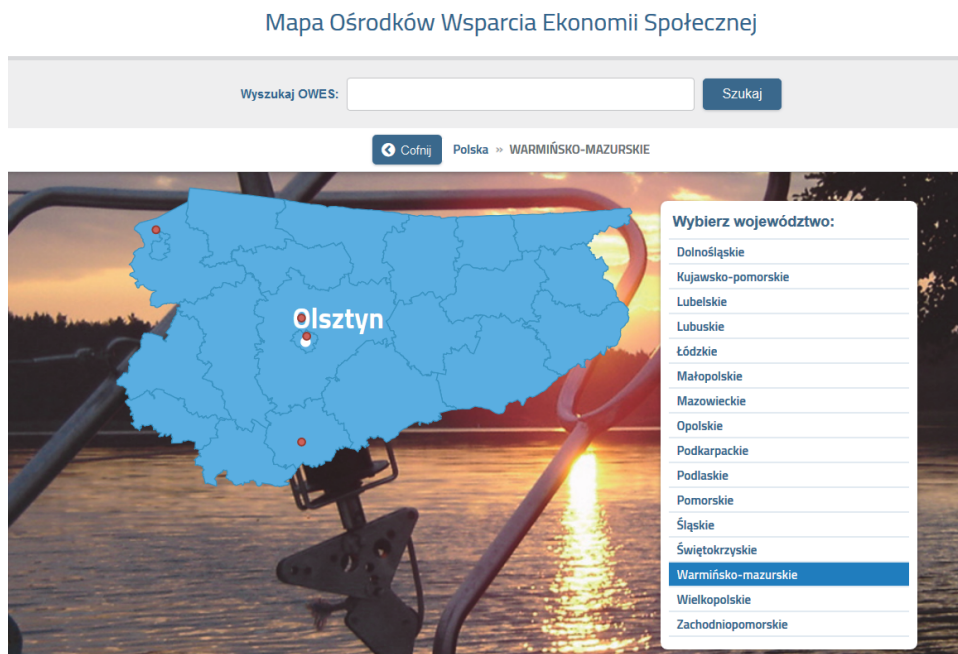 Mapa Ośrodków Wsparcia Ekonomii Społecznej
Wyszukaj OWES:
Szukaj
Cofnij
Polska » WARMIŃSKO-MAZURSKIE
Olsztyn
Wybierz województwo:
Dolnośląskie
Kujawsko-pomorskie
Lubelskie
Lubuskie
Łódzkie
Małopolskie
Mazowieckie
Opolskie
Podkarpackie
Podlaskie
Pomorskie
Śląskie
Świętokrzyskie
Warmińsko-mazurskie
Wielkopolskie
Zachodniopomorskie